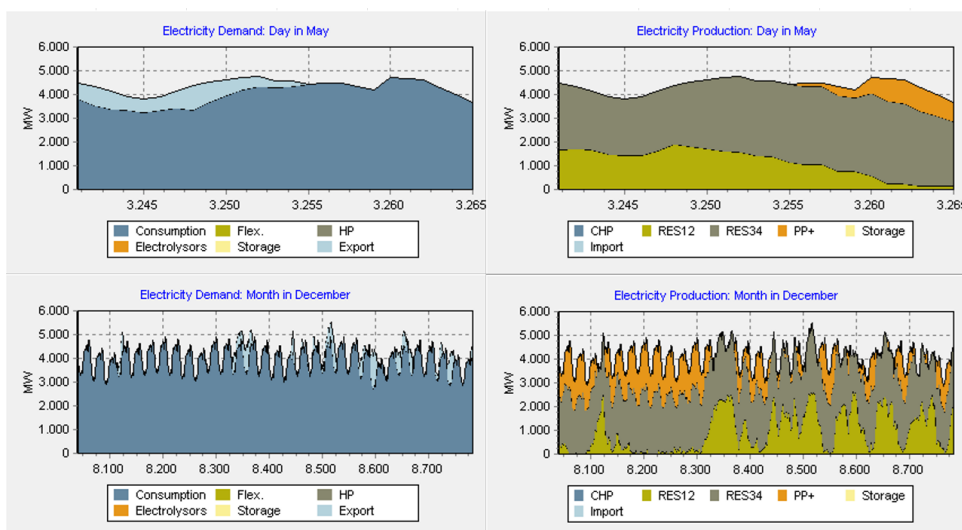 Electricity Demand: Day in May
6.000
5.000
4.000
3.000
2.000
1.000
0
MW
3.245 3.250 3.255 3.260 3.265
Consumption Flex. HP
Electrolysors Storage Export
Electricity Production: Day in May
6.000
5.000
4.000
3.000
2.000
1.000
0
MW
3.245 3.250 3.255 3.260 3.265
CHP RES12 RES34 PP+ Storage
Import
Electricity Demand: Month in December
6.000
5.000
4.000
3.000
2.000
1.000
0
MW
8.100 8.200 8.300 8.400 8.500 8.600 8.700
Consumption Flex. HP
Electrolysors Storage Export
Electricity Production: Month in December
6.000
5.000
4.000
3.000
2.000
1.000
0
MW
8.100 8.200 8.300 8.400 8.500 8.600 8.700
CHP RES12 RES34 PP+ Storage
Import